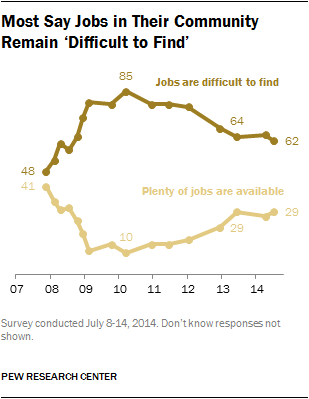 Most Say Jobs in Their Community
Remain ‘Difficult to Find’
85
Jobs are difficult to find
64
62
48
41
Plenty of jobs are available
29
29
10
07 08 09 10 11 12 13 14
Survey conducted July 8-14, 2014. Don’t know responses not
shown.
PEW RESEARCH CENTER